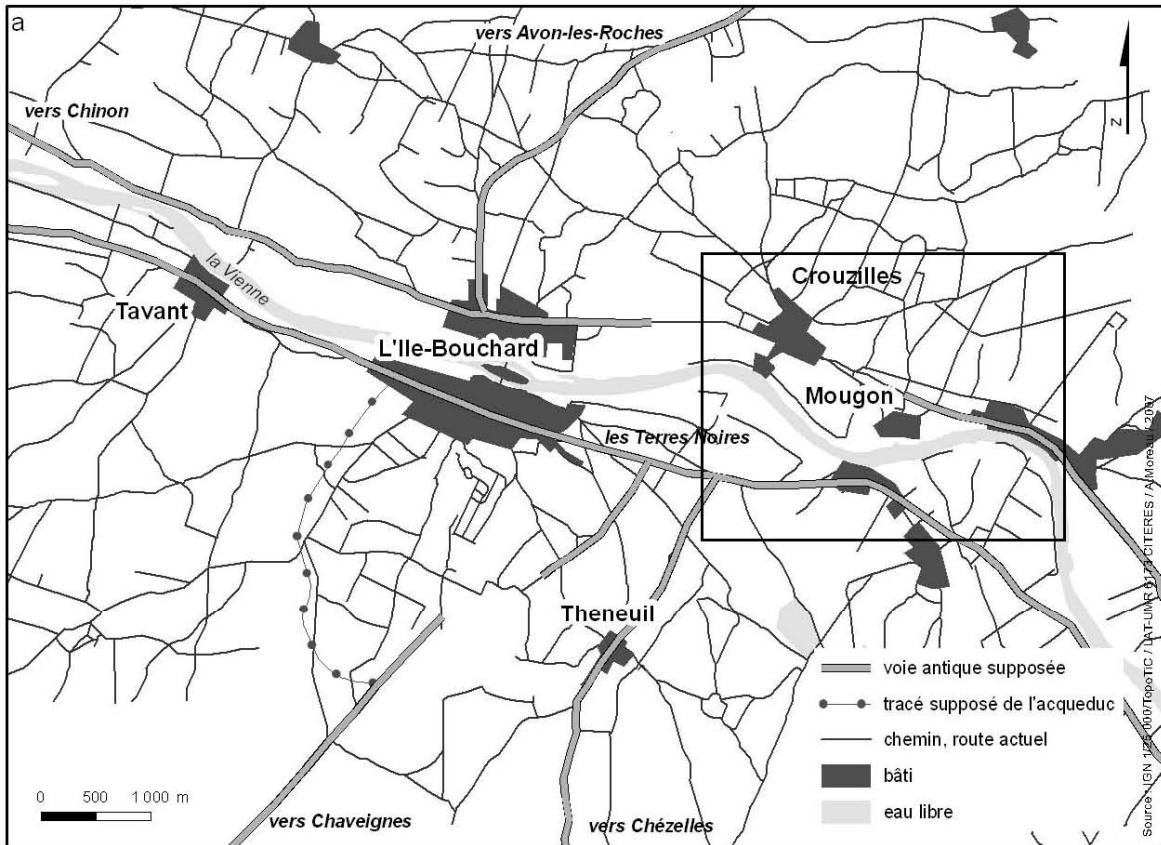 a
vers Avon-les-Roches
vers Chinon
z
la Vienne
Crouzilles
Tavant
L'Ile-Bouchard
Mougon
les Terres Noires
Theneuil
voie antique supposée
tracé supposé de l'acqueduc
chemin, route actuel
bâti
eau libre
0 500 1 000 m
vers Chaveignes
vers Chézelles